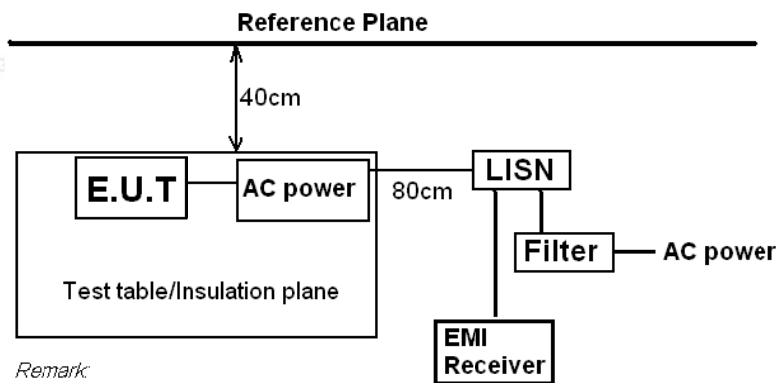 Reference Plane
40cm
E.U.T
AC power
80cm
LISN
Filter
AC power
Test table/Insulation plane
EMI
Receiver
Remark: